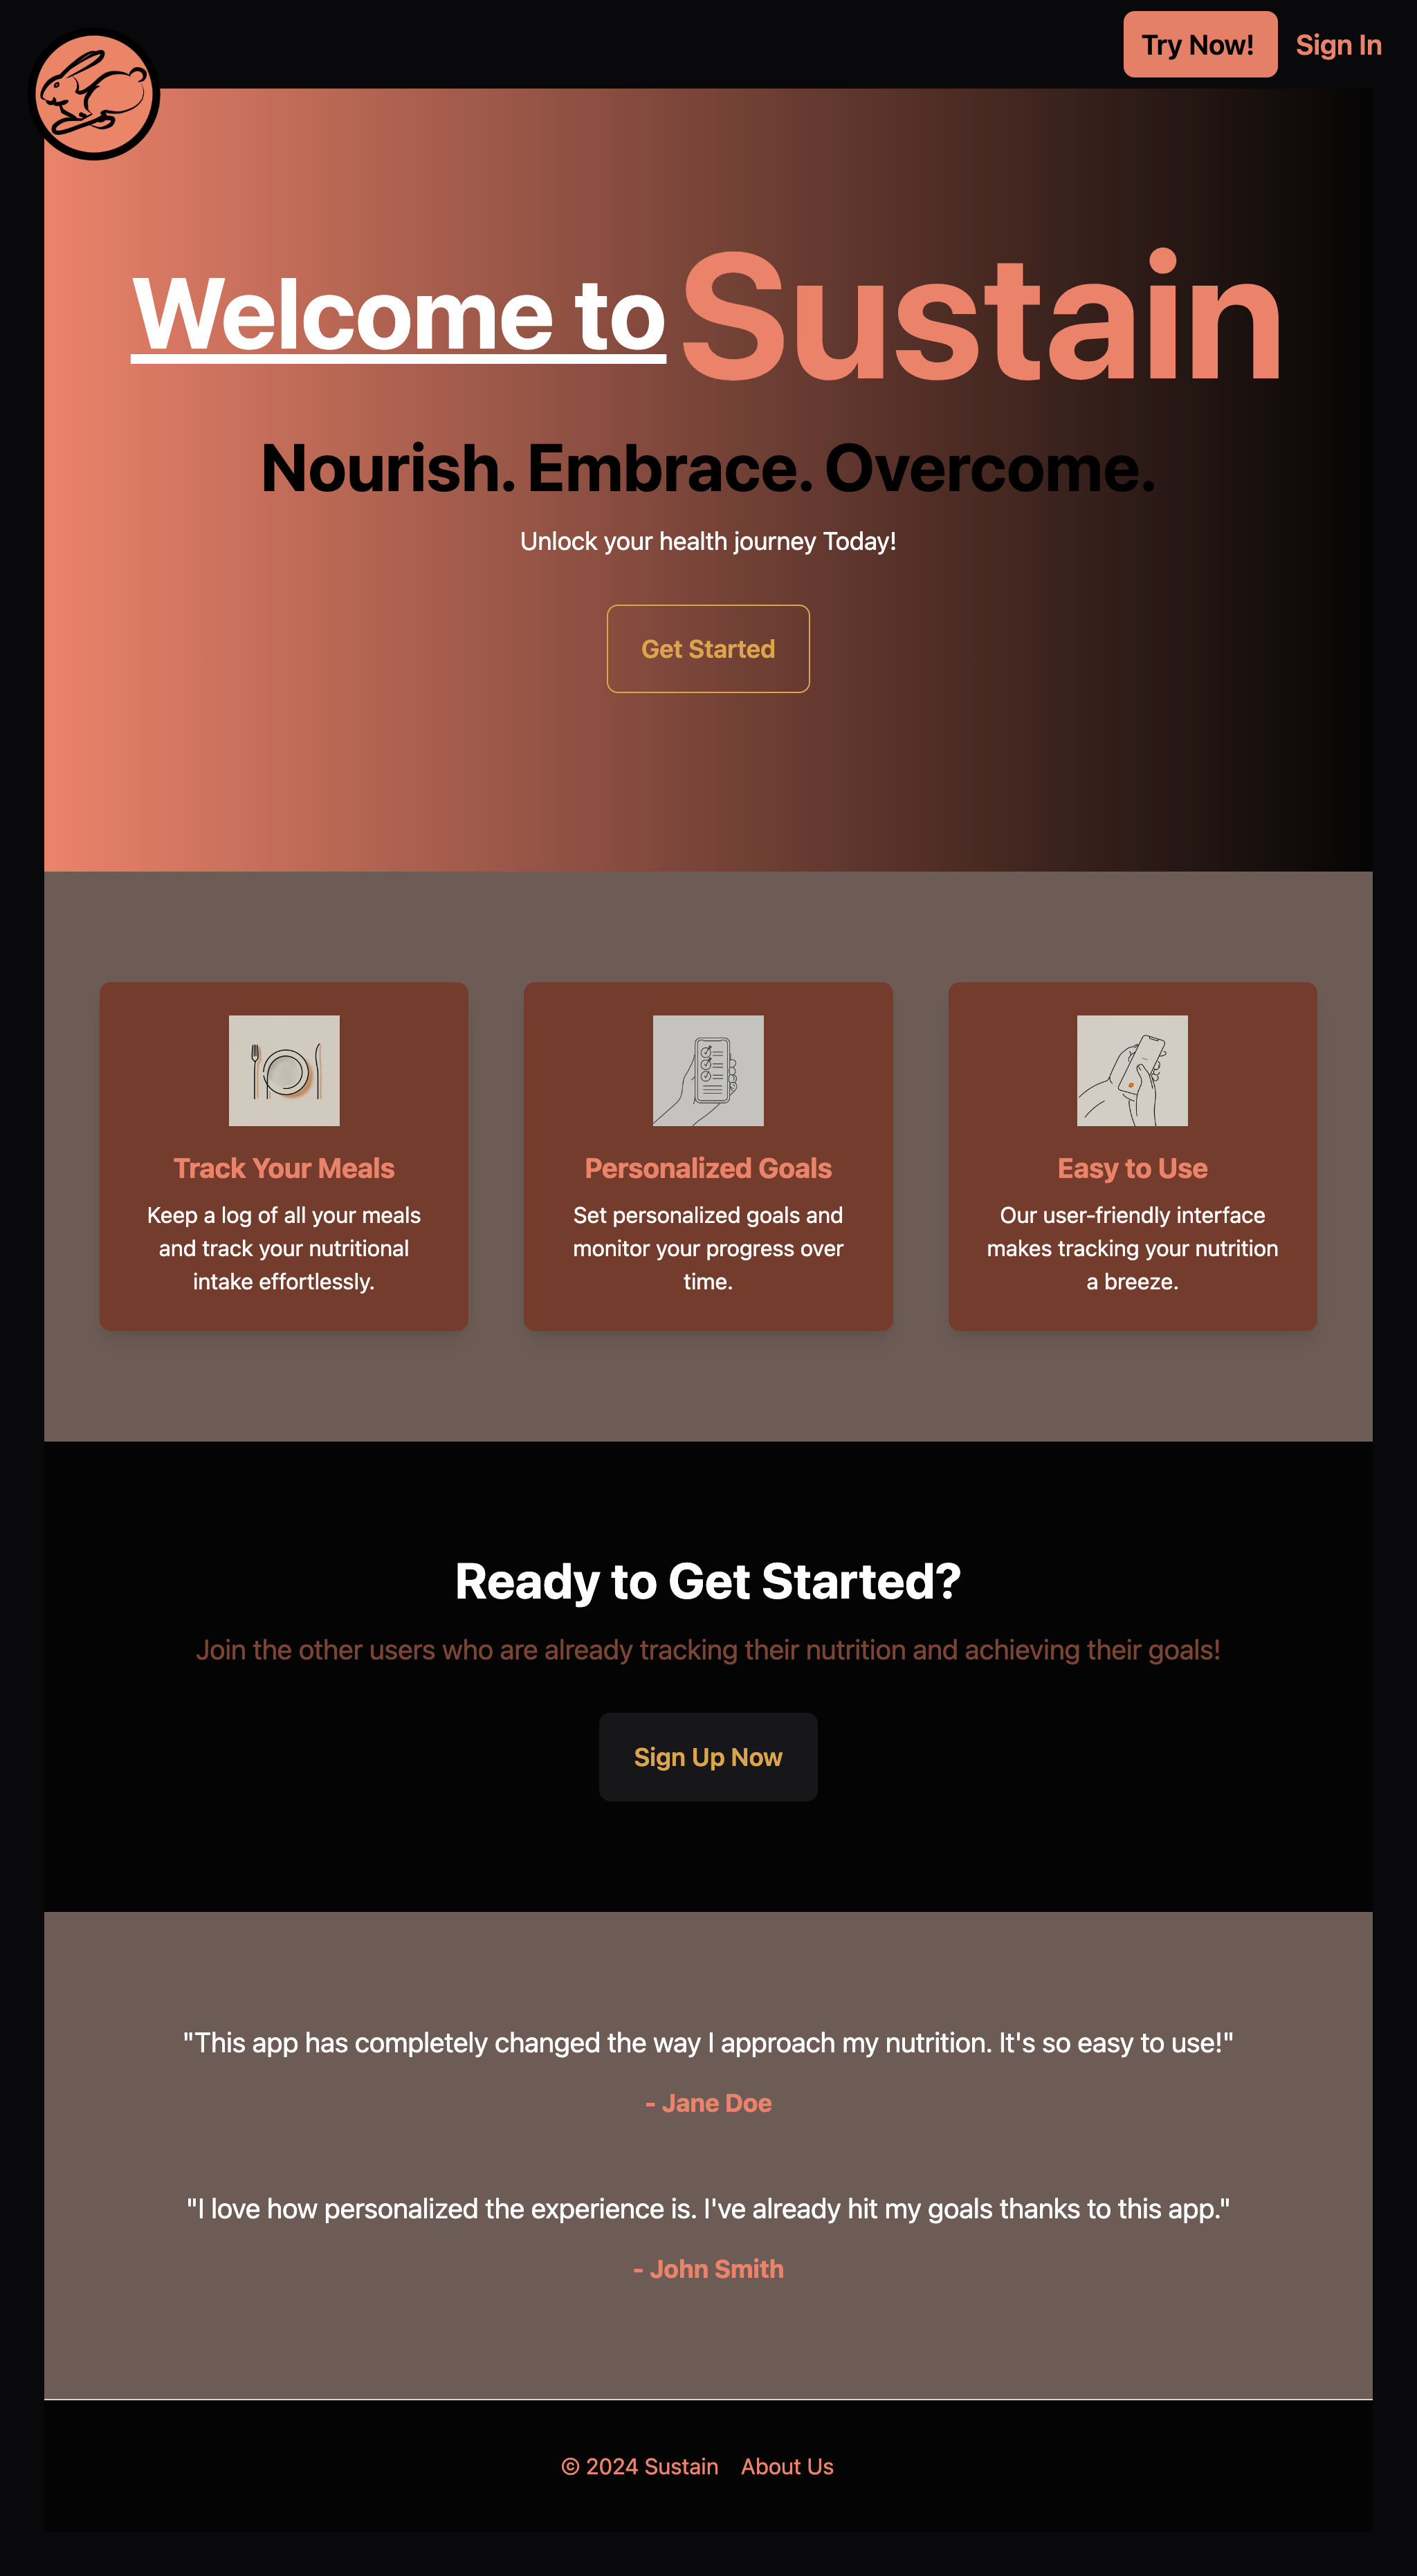 Try Now!
Sign In
Welcome to Sustain
Nourish. Embrace. Overcome.
Unlock your health journey Today!
Get Started
Track Your Meals
Keep a log of all your meals
and track your nutritional
intake effortlessly.
Personalized Goals
Set personalized goals and
monitor your progress over
time.
Easy to Use
Our user-friendly interface
makes tracking your nutrition
a breeze.
Ready to Get Started?
Join the other users who are already tracking their nutrition and achieving their goals!
Sign Up Now
"This app has completely changed the way I approach my nutrition. It's so easy to use!"
- Jane Doe
"I love how personalized the experience is. I've already hit my goals thanks to this app."
- John Smith
© 2024 Sustain About Us